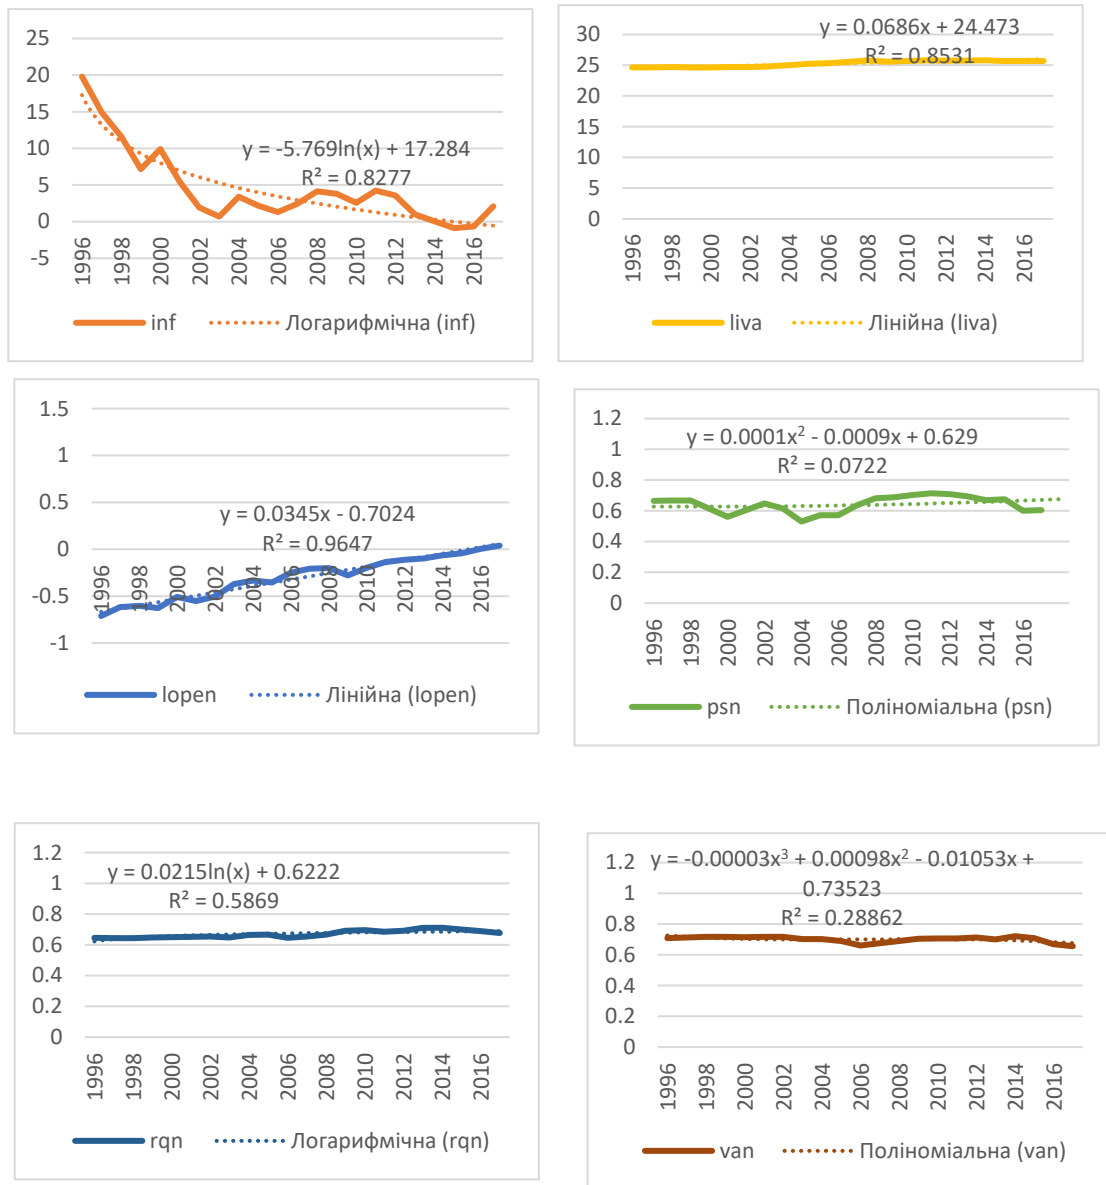 25
20
15
10
5
0
-5
y = -5.769ln(x) + 17.284
R² = 0.8277
1996 1998 2000 2002 2004 2006 2008 2010 2012 2014 2016
inf Логарифмічна (inf)
30
25
20
25
10
5
0
y = 0.0686x + 24.473
R² = 0.8531
1996 1998 2000 2002 2004 2006 2008 2010 2012 2014 2016
liva Лінійна (liva)
1.5
1
0.5
0
-0.5
-1
y = 0.0345x - 0.7024
R² = 0.9647
1996 1998 2000 2002 2004 2006 2008 2010 2012 2014 2016
lopen Лінійна (lopen)
1.2
1
0.8
0.6
0.4
0.2
0
y = 0.0001x² - 0.0009x + 0.629
R² = 0.0722
1996 1998 2000 2002 2004 2006 2008 2010 2012 2014 2016
psn Поліноміальна (psn)
1.2
1
0.8
0.6
0.4
0.2
0
y = 0.0215ln(x) + 0.6222
R² = 0.5869
1996 1998 2000 2002 2004 2006 2008 2010 2012 2014 2016
rqn Логарифмічна (rqn)
1.2
1
0.8
0.6
0.4
0.2
0
y = -0.00003x³ + 0.00098x² - 0.01053x +
0.73523
R² = 0.28862
1996 1998 2000 2002 2004 2006 2008 2010 2012 2014 2016
van Поліноміальна (van)